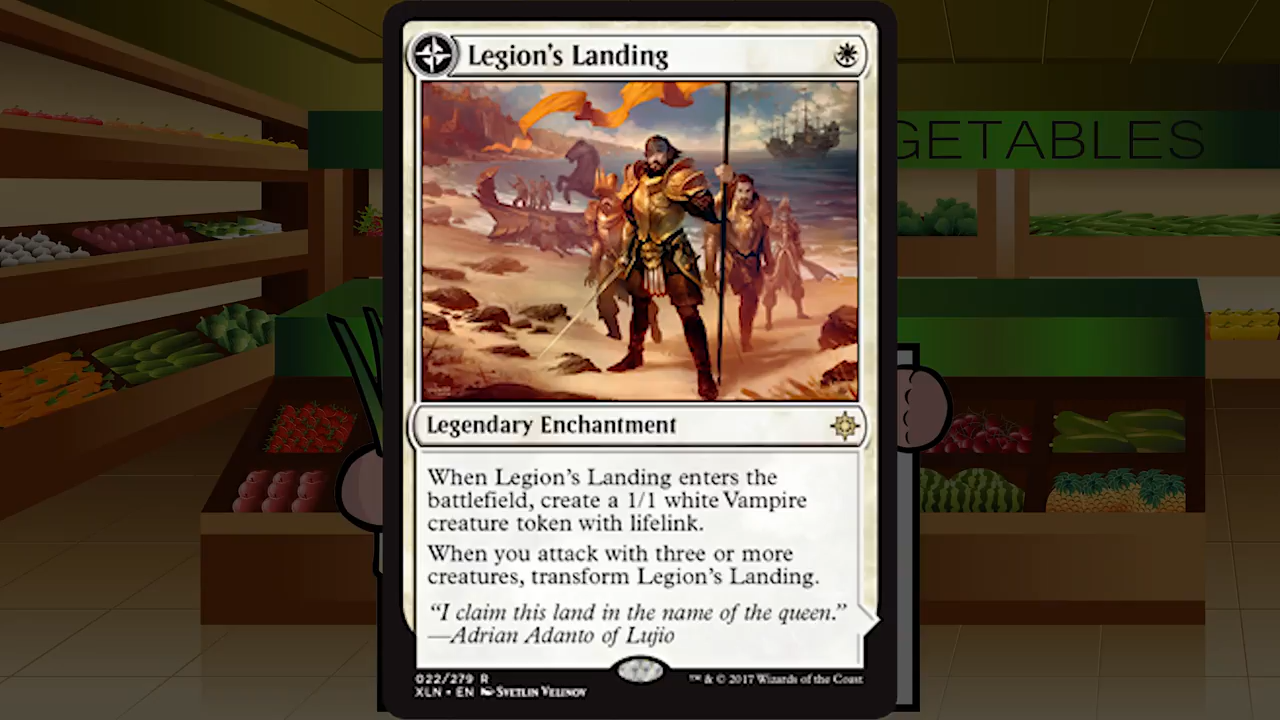 Legion's Landing
GETABLES
Legendary Enchantment
When Legion's Landing enters the
battlefield, create a 1/1 white Vampire
creature token with lifelink.
When you attack with three or more
creatures, transform Legion's Landing.
"I claim this land in the name of the queen."
—Adrian Adanto of Lujio
022/279 R
XLN • EN Svetlin Velinov
™ & © 2017 Wizards of the Coast